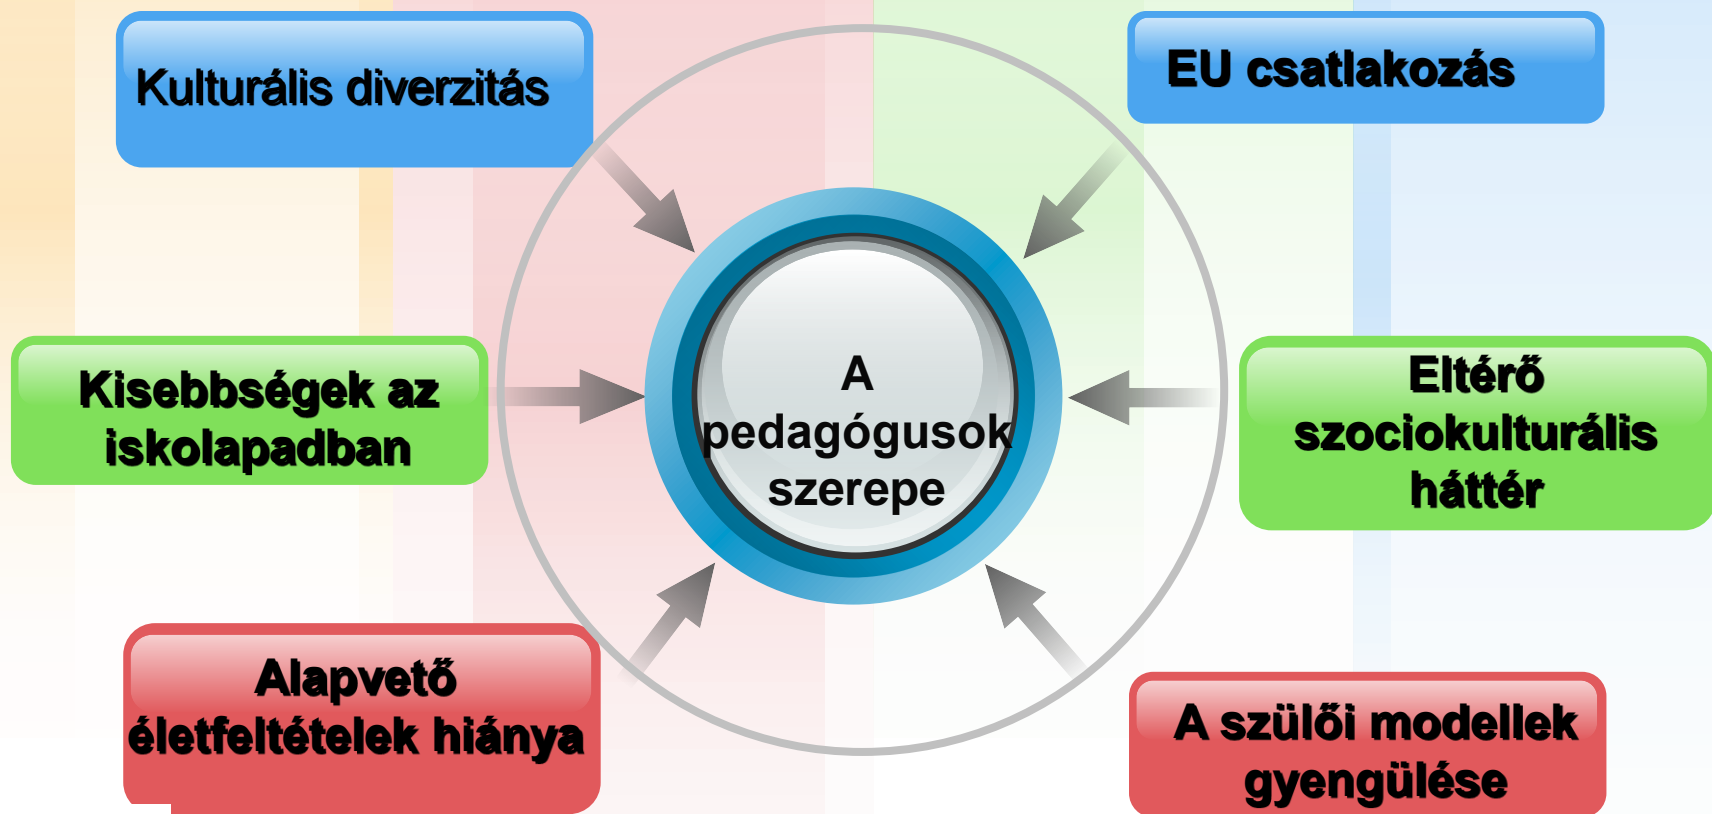 Kulturális diverzitás
EU csatlakozás
Kisebbségek az
iskolapadban
A
pedagógusok
szerepe
Eltérő
szociokulturális
háttér
Alapvető
életfeltételek hiánya
A szülői modellek
gyengülése